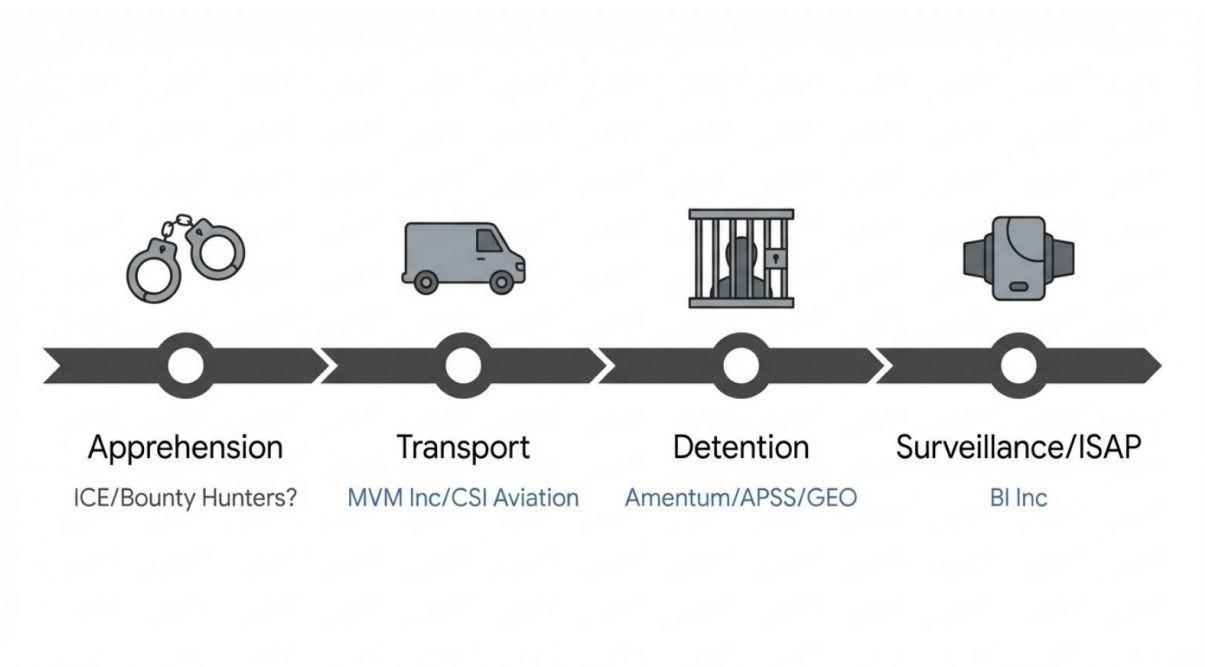 Apprehension
Transport
Detention
Surveillance/ISAP
ICE/Bounty Hunters?
MVM Inc/CSI Aviation
Amentum/APSS/GEO
BI Inc